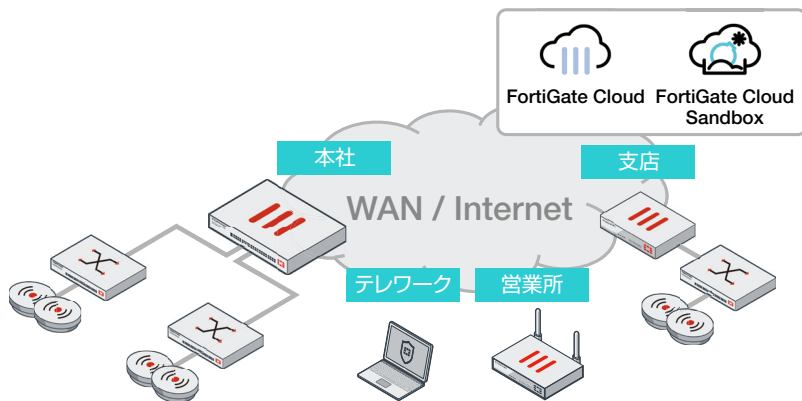 FortiGate Cloud
FortiGate Cloud
Sandbox
本社
支店
WAN / Internet
テレワーク
営業所